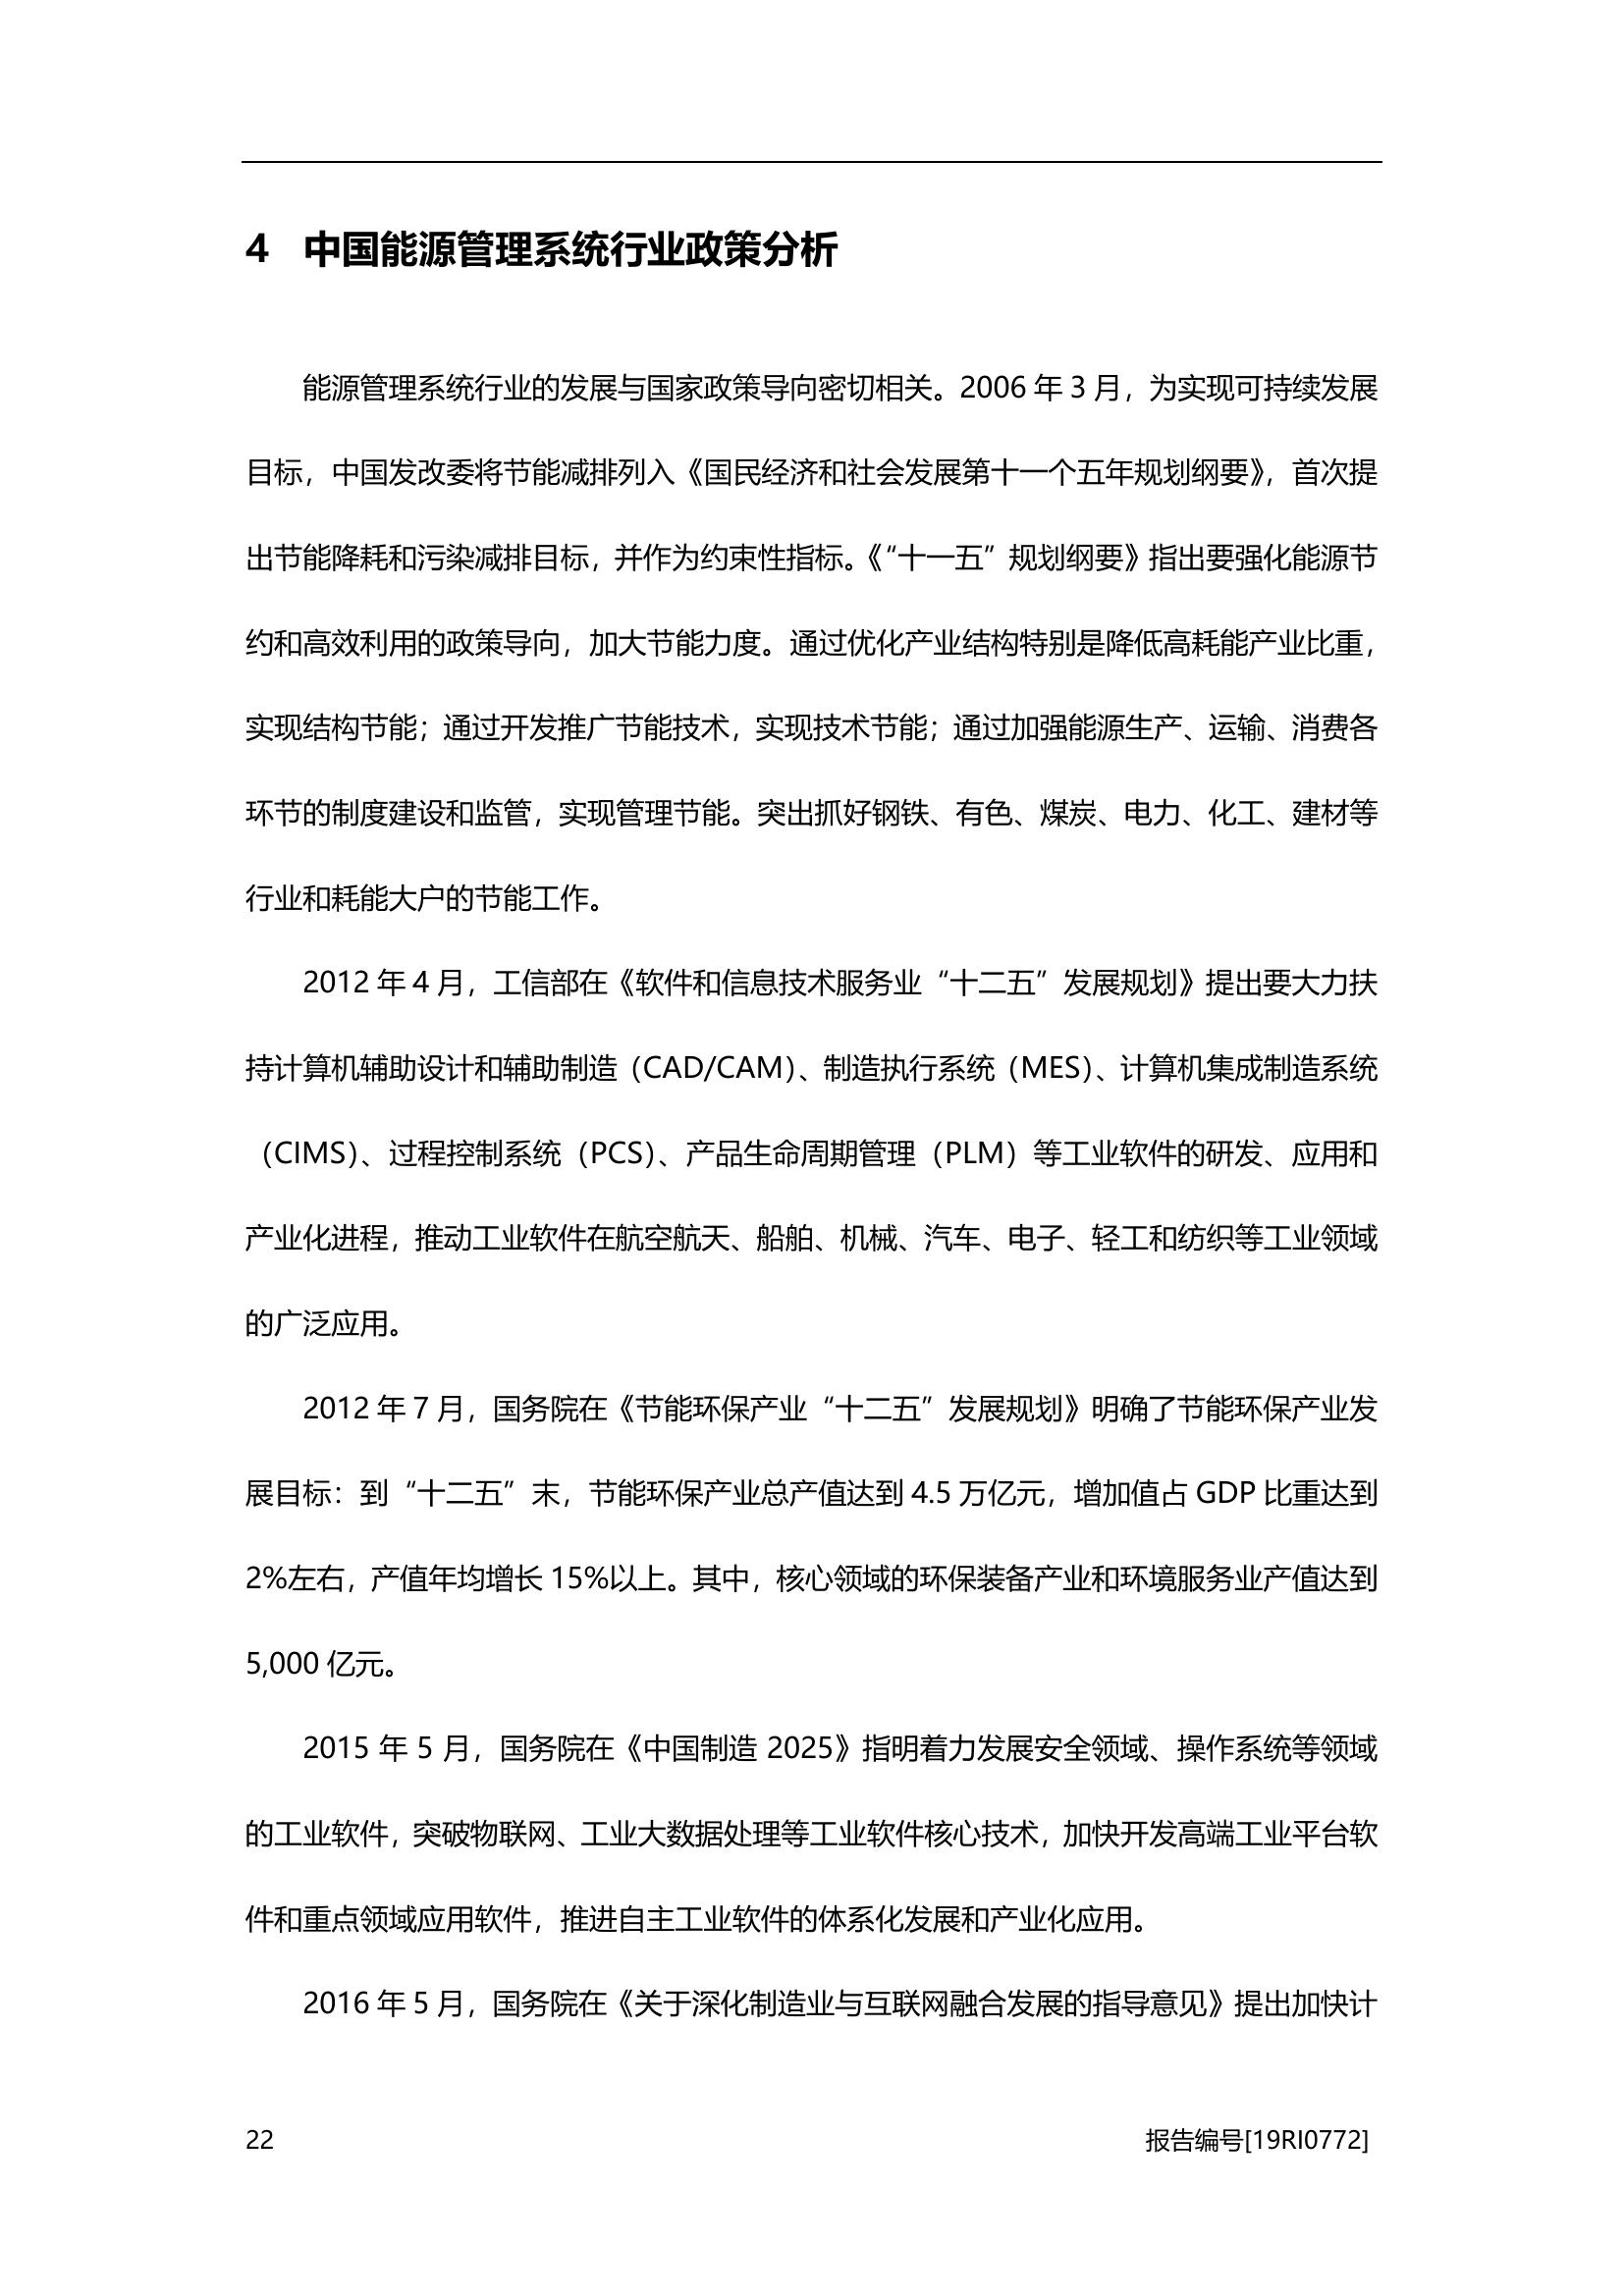 4 中国能源管理系统行业政策分析
能源管理系统行业的发展与国家政策导向密切相关。2006 年 3 月，为实现可持续发展
目标，中国发改委将节能减排列入《国民经济和社会发展第十一个五年规划纲要》，首次提
出节能降耗和污染减排目标，并作为约束性指标。《“十一五”规划纲要》指出要强化能源节
约和高效利用的政策导向，加大节能力度。通过优化产业结构特别是降低高耗能产业比重，
实现结构节能；通过开发推广节能技术，实现技术节能；通过加强能源生产、运输、消费各
环节的制度建设和监管，实现管理节能。突出抓好钢铁、有色、煤炭、电力、化工、建材等
行业和耗能大户的节能工作。
2012 年 4 月，工信部在《软件和信息技术服务业“十二五”发展规划》提出要大力扶
持计算机辅助设计和辅助制造（CAD/CAM）、制造执行系统（MES）、计算机集成制造系统
（CIMS）、过程控制系统（PCS）、产品生命周期管理（PLM）等工业软件的研发、应用和
产业化进程，推动工业软件在航空航天、船舶、机械、汽车、电子、轻工和纺织等工业领域
的广泛应用。
2012 年 7 月，国务院在《节能环保产业“十二五”发展规划》明确了节能环保产业发
展目标：到“十二五”末，节能环保产业总产值达到 4.5 万亿元，增加值占 GDP 比重达到
2%左右，产值年均增长 15%以上。其中，核心领域的环保装备产业和环境服务业产值达到
5,000 亿元。
2015 年 5 月，国务院在《中国制造 2025》指明着力发展安全领域、操作系统等领域
的工业软件，突破物联网、工业大数据处理等工业软件核心技术，加快开发高端工业平台软
件和重点领域应用软件，推进自主工业软件的体系化发展和产业化应用。
2016 年 5 月，国务院在《关于深化制造业与互联网融合发展的指导意见》提出加快计
22
报告编号[19RI0772]